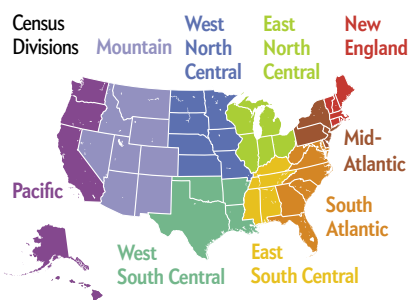 Census
Divisions
Mountain
West
North
Central
East
North
Central
New
England
Mid-
Atlantic
Pacific
South
Atlantic
West
South Central
East
South Central